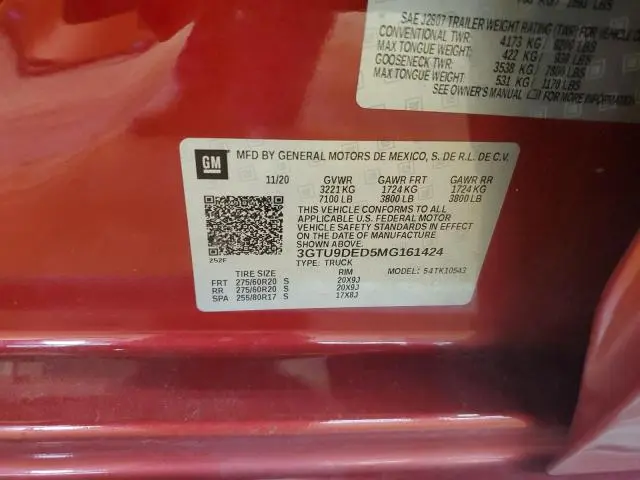 SAE J2807 TRAILER WEIGHT RATING (TWR) FOR VEHICLE
CONVENTIONAL TWR: 4173 KG / 9200 LBS
MAX TONGUE WT: 422 KG / 930 LBS
GOOSENECK TWR: 3538 KG / 7800 LBS
MAX TONGUE WT: 531 KG / 1170 LBS
SEE OWNER'S MANUAL FOR MORE INFORMATION
GM MFD BY GENERAL MOTORS DE MEXICO, S. DE R.L. DE C.V.
11/20 GVWR GAWR FRT GAWR RR
3221 KG 1724 KG 1724 KG
7100 LB 3800 LB 3800 LB
THIS VEHICLE CONFORMS TO ALL
APPLICABLE U.S. FEDERAL MOTOR
VEHICLE SAFETY STANDARDS IN EFFECT
ON THE DATE OF MANUFACTURE
SHOWN ABOVE.
3GTU9DED5MG161424
252F TYPE: TRUCK MODEL: 54TK10543
RIM
FRT 275/60R20 S 20X9J
RR 275/60R20 S 20X9J
SPA 255/80R17 S 17X8J